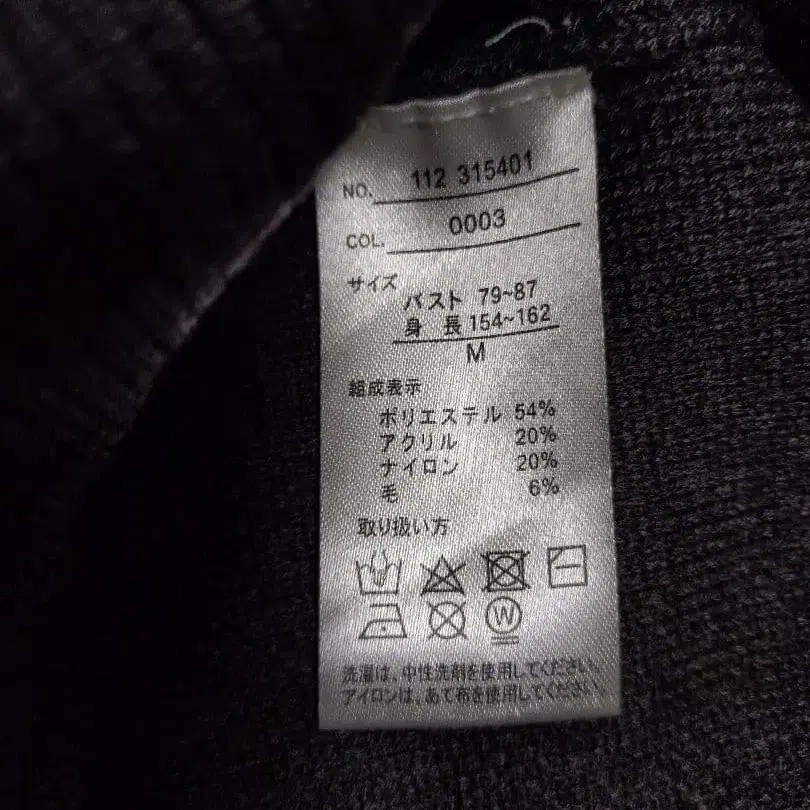 NO. 112 315401
COL. 0003
サイズ
バスト 79~87
身 長 154~162
M
組成表示
ポリエステル 54%
アクリル 20%
ナイロン 20%
毛 6%
取り扱い方
W
洗濯は、中性洗剤を使用してください。
アイロンは、あて布を使用してください。